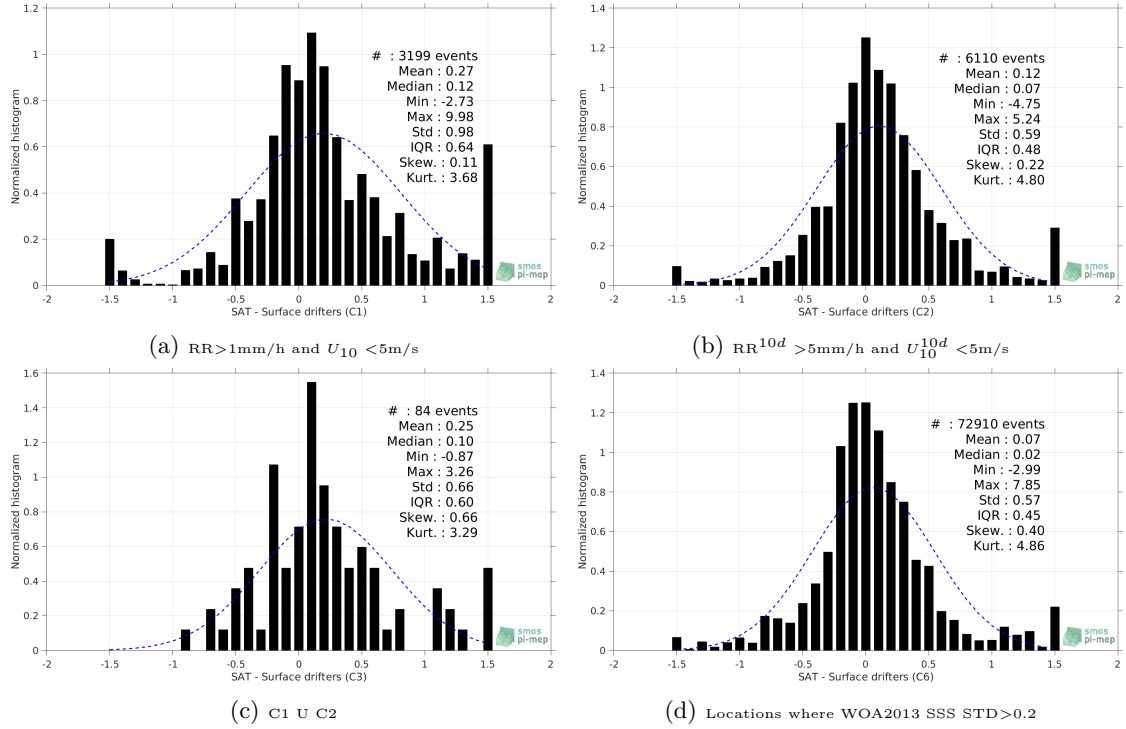 1.2
1
0.8
0.6
0.4
0.2
0
Normalized histogram
-2 -1.5 -1 -0.5 0 0.5 1 1.5 2
SAT - Surface drifters (C1)
# : 3199 events
Mean : 0.27
Median : 0.12
Min : -2.73
Max : 9.98
Std : 0.98
IQR : 0.64
Skew. : 0.11
Kurt. : 3.68
smos
pi-mep
(a) RR>1mm/h and U10 <5m/s
1.4
1.2
1
0.8
0.6
0.4
0.2
0
Normalized histogram
-2 -1.5 -1 -0.5 0 0.5 1 1.5 2
SAT - Surface drifters (C2)
# : 6110 events
Mean : 0.12
Median : 0.07
Min : -4.75
Max : 5.24
Std : 0.59
IQR : 0.48
Skew. : 0.22
Kurt. : 4.80
smos
pi-mep
(b) RR10d >5mm/h and U10 10d <5m/s
1.6
1.4
1.2
1
0.8
0.6
0.4
0.2
0
Normalized histogram
-2 -1.5 -1 -0.5 0 0.5 1 1.5 2
SAT - Surface drifters (C3)
# : 84 events
Mean : 0.25
Median : 0.10
Min : -0.87
Max : 3.26
Std : 0.66
IQR : 0.60
Skew. : 0.66
Kurt. : 3.29
smos
pi-mep
(c) C1 U C2
1.4
1.2
1
0.8
0.6
0.4
0.2
0
Normalized histogram
-2 -1.5 -1 -0.5 0 0.5 1 1.5 2
SAT - Surface drifters (C6)
# : 72910 events
Mean : 0.07
Median : 0.02
Min : -2.99
Max : 7.85
Std : 0.57
IQR : 0.45
Skew. : 0.40
Kurt. : 4.86
smos
pi-mep
(d) Locations where WOA2013 SSS STD>0.2